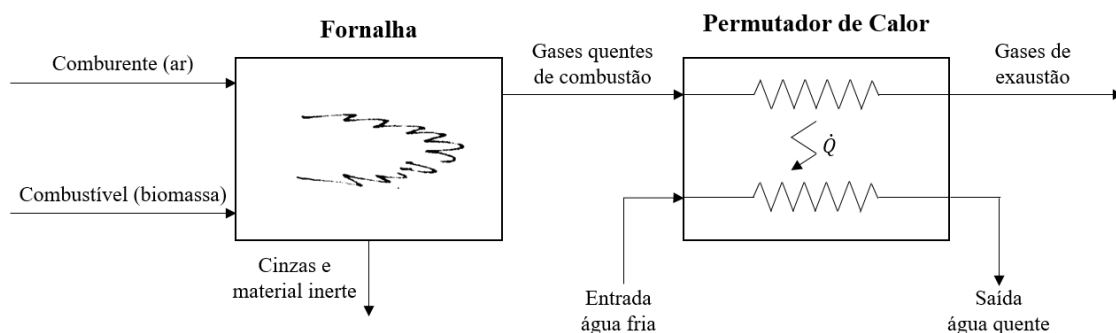 Fornalha
Permutador de Calor
Comburente (ar)
Gases quentes
de combustão
Gases de
exaustão
Q̇
Combustível (biomassa)
Cinzas e
material inerte
Entrada
água fria
Saída
água quente